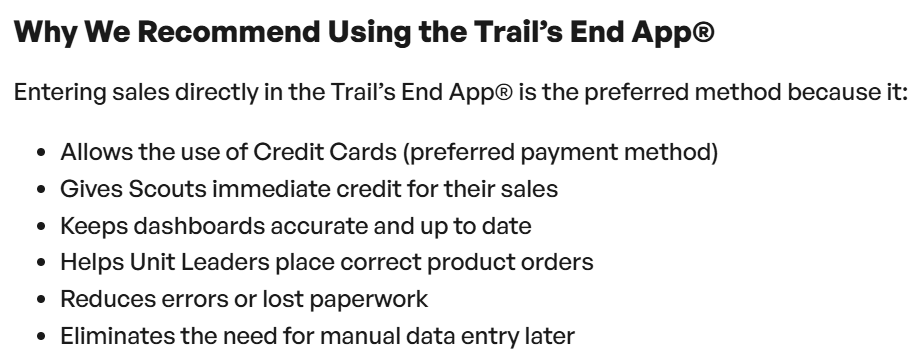 Why We Recommend Using the Trail’s End App®
Entering sales directly in the Trail’s End App® is the preferred method because it:
• Allows the use of Credit Cards (preferred payment method)
• Gives Scouts immediate credit for their sales
• Keeps dashboards accurate and up to date
• Helps Unit Leaders place correct product orders
• Reduces errors or lost paperwork
• Eliminates the need for manual data entry later